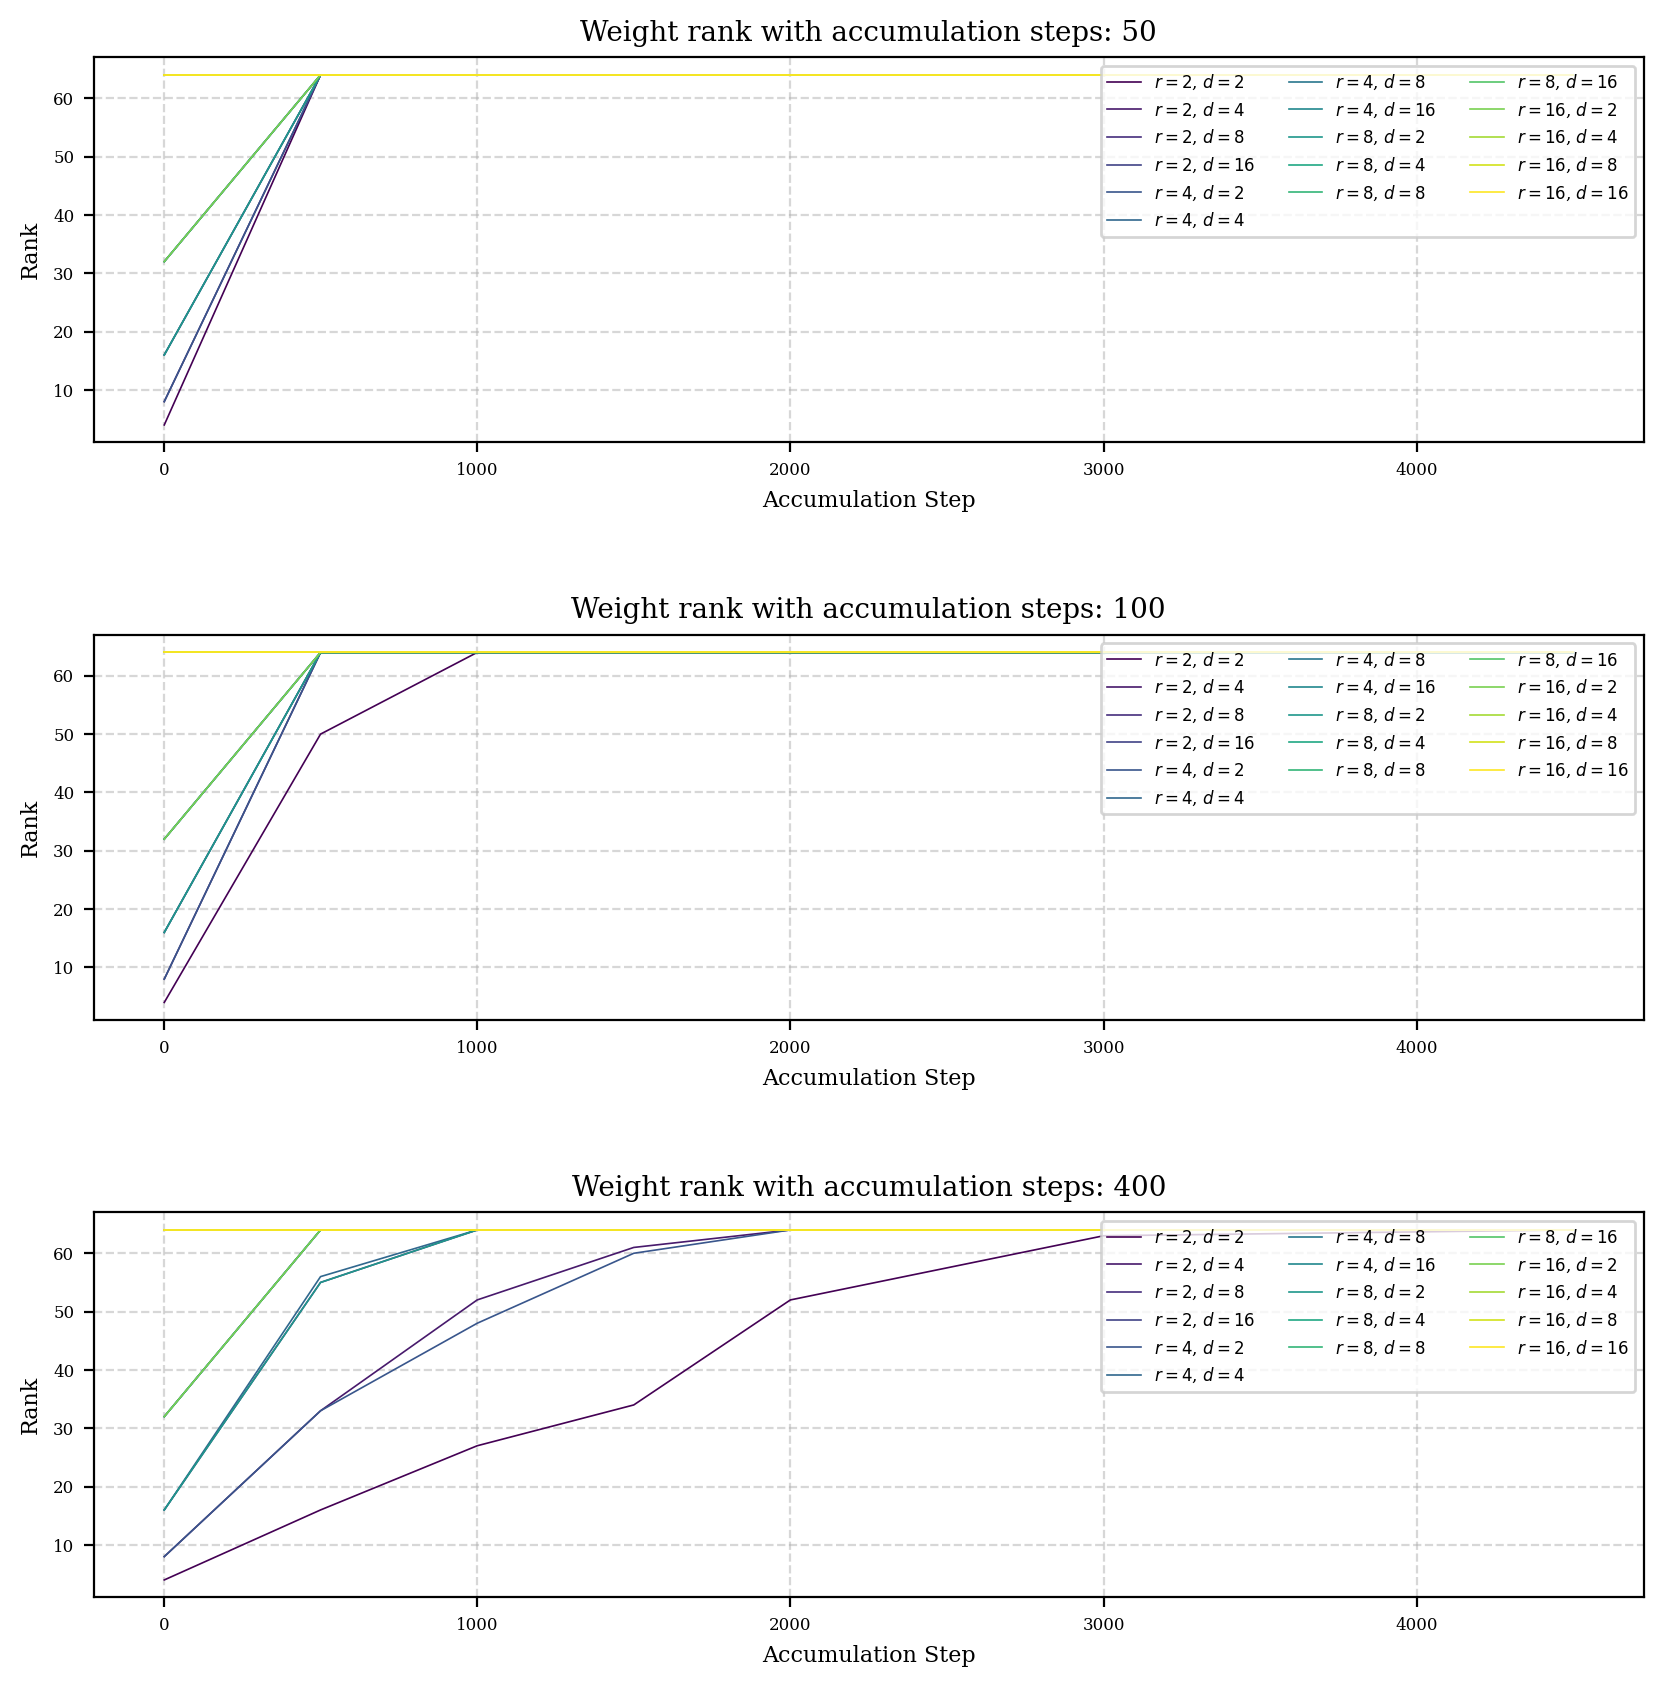 Weight rank with accumulation steps: 50
60
50
40
30
20
10
Rank
r = 2, d = 2
r = 2, d = 4
r = 2, d = 8
r = 2, d = 16
r = 4, d = 2
r = 4, d = 4
r = 4, d = 8
r = 4, d = 16
r = 8, d = 2
r = 8, d = 4
r = 8, d = 8
r = 8, d = 16
r = 16, d = 2
r = 16, d = 4
r = 16, d = 8
r = 16, d = 16
0 1000 2000 3000 4000
Accumulation Step
Weight rank with accumulation steps: 100
60
50
40
30
20
10
Rank
r = 2, d = 2
r = 2, d = 4
r = 2, d = 8
r = 2, d = 16
r = 4, d = 2
r = 4, d = 4
r = 4, d = 8
r = 4, d = 16
r = 8, d = 2
r = 8, d = 4
r = 8, d = 8
r = 8, d = 16
r = 16, d = 2
r = 16, d = 4
r = 16, d = 8
r = 16, d = 16
0 1000 2000 3000 4000
Accumulation Step
Weight rank with accumulation steps: 400
60
50
40
30
20
10
Rank
r = 2, d = 2
r = 2, d = 4
r = 2, d = 8
r = 2, d = 16
r = 4, d = 2
r = 4, d = 4
r = 4, d = 8
r = 4, d = 16
r = 8, d = 2
r = 8, d = 4
r = 8, d = 8
r = 8, d = 16
r = 16, d = 2
r = 16, d = 4
r = 16, d = 8
r = 16, d = 16
0 1000 2000 3000 4000
Accumulation Step